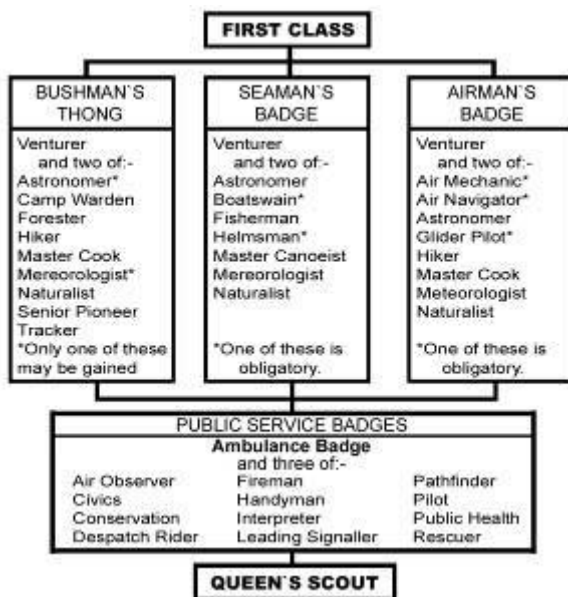 FIRST CLASS
BUSHMAN`S
THONG
Venturer
and two of:-
Astronomer*
Camp Warden
Forester
Hiker
Master Cook
Mereorologist*
Naturalist
Senior Pioneer
Tracker
*Only one of these
may be gained
SEAMAN`S
BADGE
Venturer
and two of:-
Astronomer
Boatswain*
Fisherman
Helmsman*
Master Canoeist
Mereorologist
Naturalist
*One of these is
obligatory.
AIRMAN`S
BADGE
Venturer
and two of:-
Air Mechanic*
Air Navigator*
Astronomer
Glider Pilot*
Hiker
Master Cook
Meteorologist
Naturalist
*One of these is
obligatory.
PUBLIC SERVICE BADGES
Ambulance Badge
and three of:-
Air Observer Fireman Pathfinder
Civics Handyman Pilot
Conservation Interpreter Public Health
Despatch Rider Leading Signaller Rescuer
QUEEN`S SCOUT